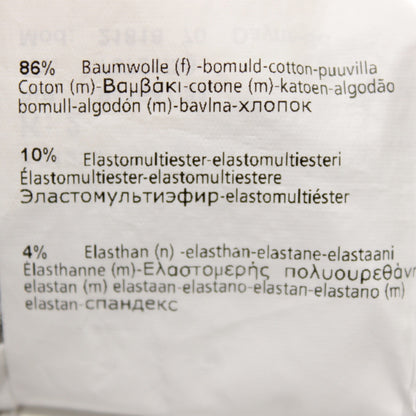 86% Baumwolle (f) -bomuld-cotton-puuvilla
Coton (m)-Βαμβάκι-cotone (m)-katoen-algodão
bomull-algodón (m)-bavlna-хлопок
10% Elastomultiester-elastomultiesteri
Élastomultiester-elastomultiestere
Эластомультиэфир-elastomultiéster
4% Elasthan (n) -elasthan-elastane-elastaani
Élasthanne (m)-Ελαστομερής πολυουρεθάν
elastan (m) elastaan-elastano-elastan-elastano (m)
elastan-спандекс